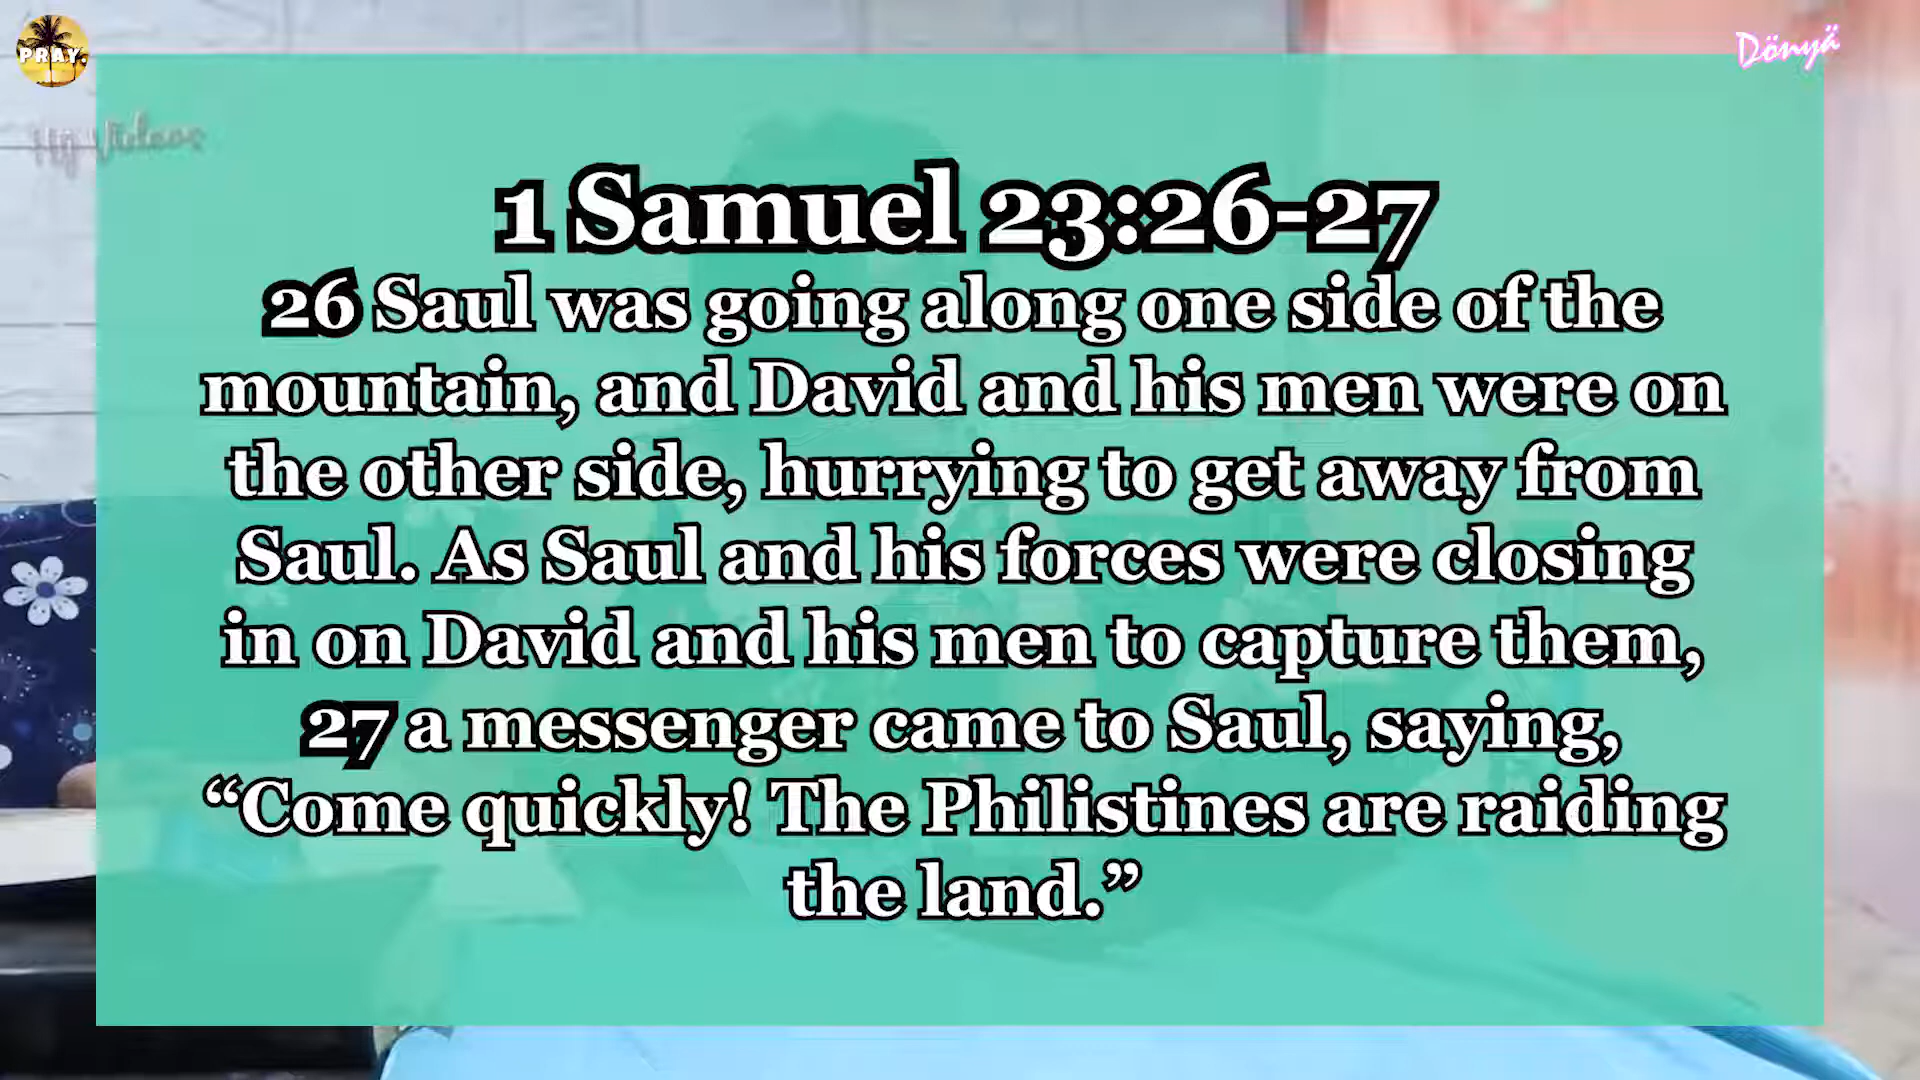 PRAY.
Dönyä
My Videos
1 Samuel 23:26-27
26 Saul was going along one side of the
mountain, and David and his men were on
the other side, hurrying to get away from
Saul. As Saul and his forces were closing
in on David and his men to capture them,
27 a messenger came to Saul, saying,
“Come quickly! The Philistines are raiding
the land.”